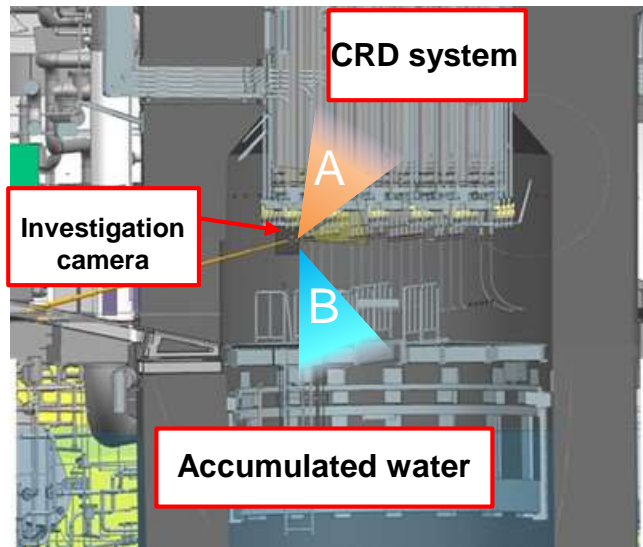 CRD system
A
Investigation
camera
B
Accumulated water